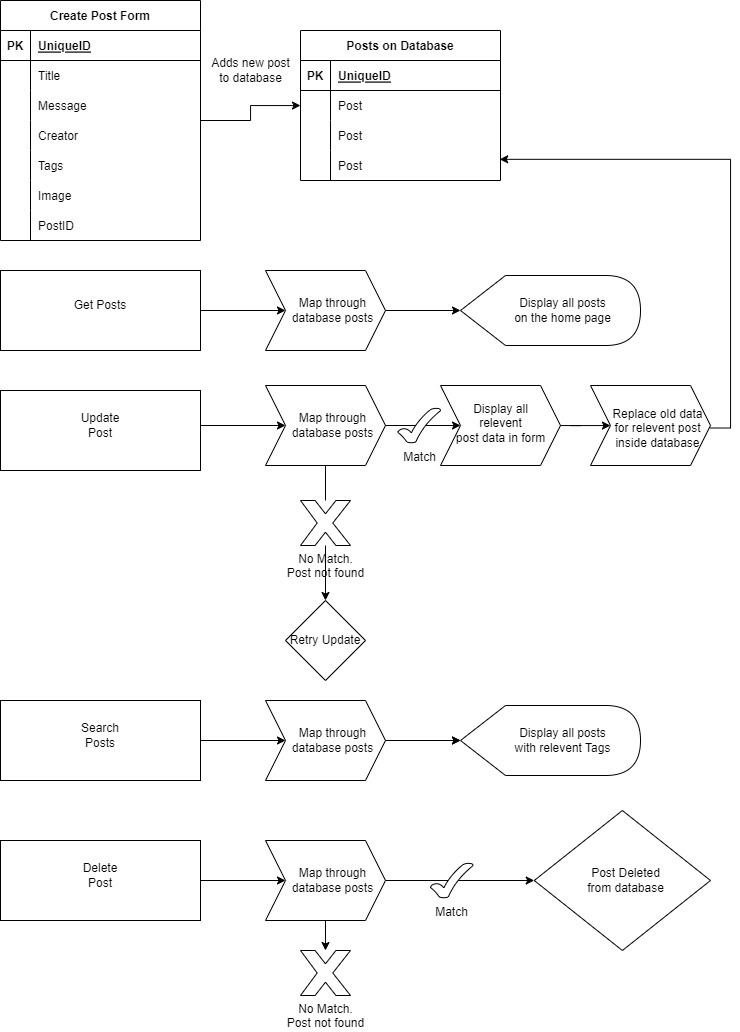 Create Post Form
PK UniqueID
Title
Message
Creator
Tags
Image
PostID
Adds new post
to database
Posts on Database
PK UniqueID
Post
Post
Post
Get Posts
Map through
database posts
Display all posts
on the home page
Update
Post
Map through
database posts
Match
Display all
relevent
post data in form
Replace old data
for relevent post
inside database
No Match.
Post not found
Retry Update
Search
Posts
Map through
database posts
Display all posts
with relevent Tags
Delete
Post
Map through
database posts
Match
Post Deleted
from database
No Match.
Post not found